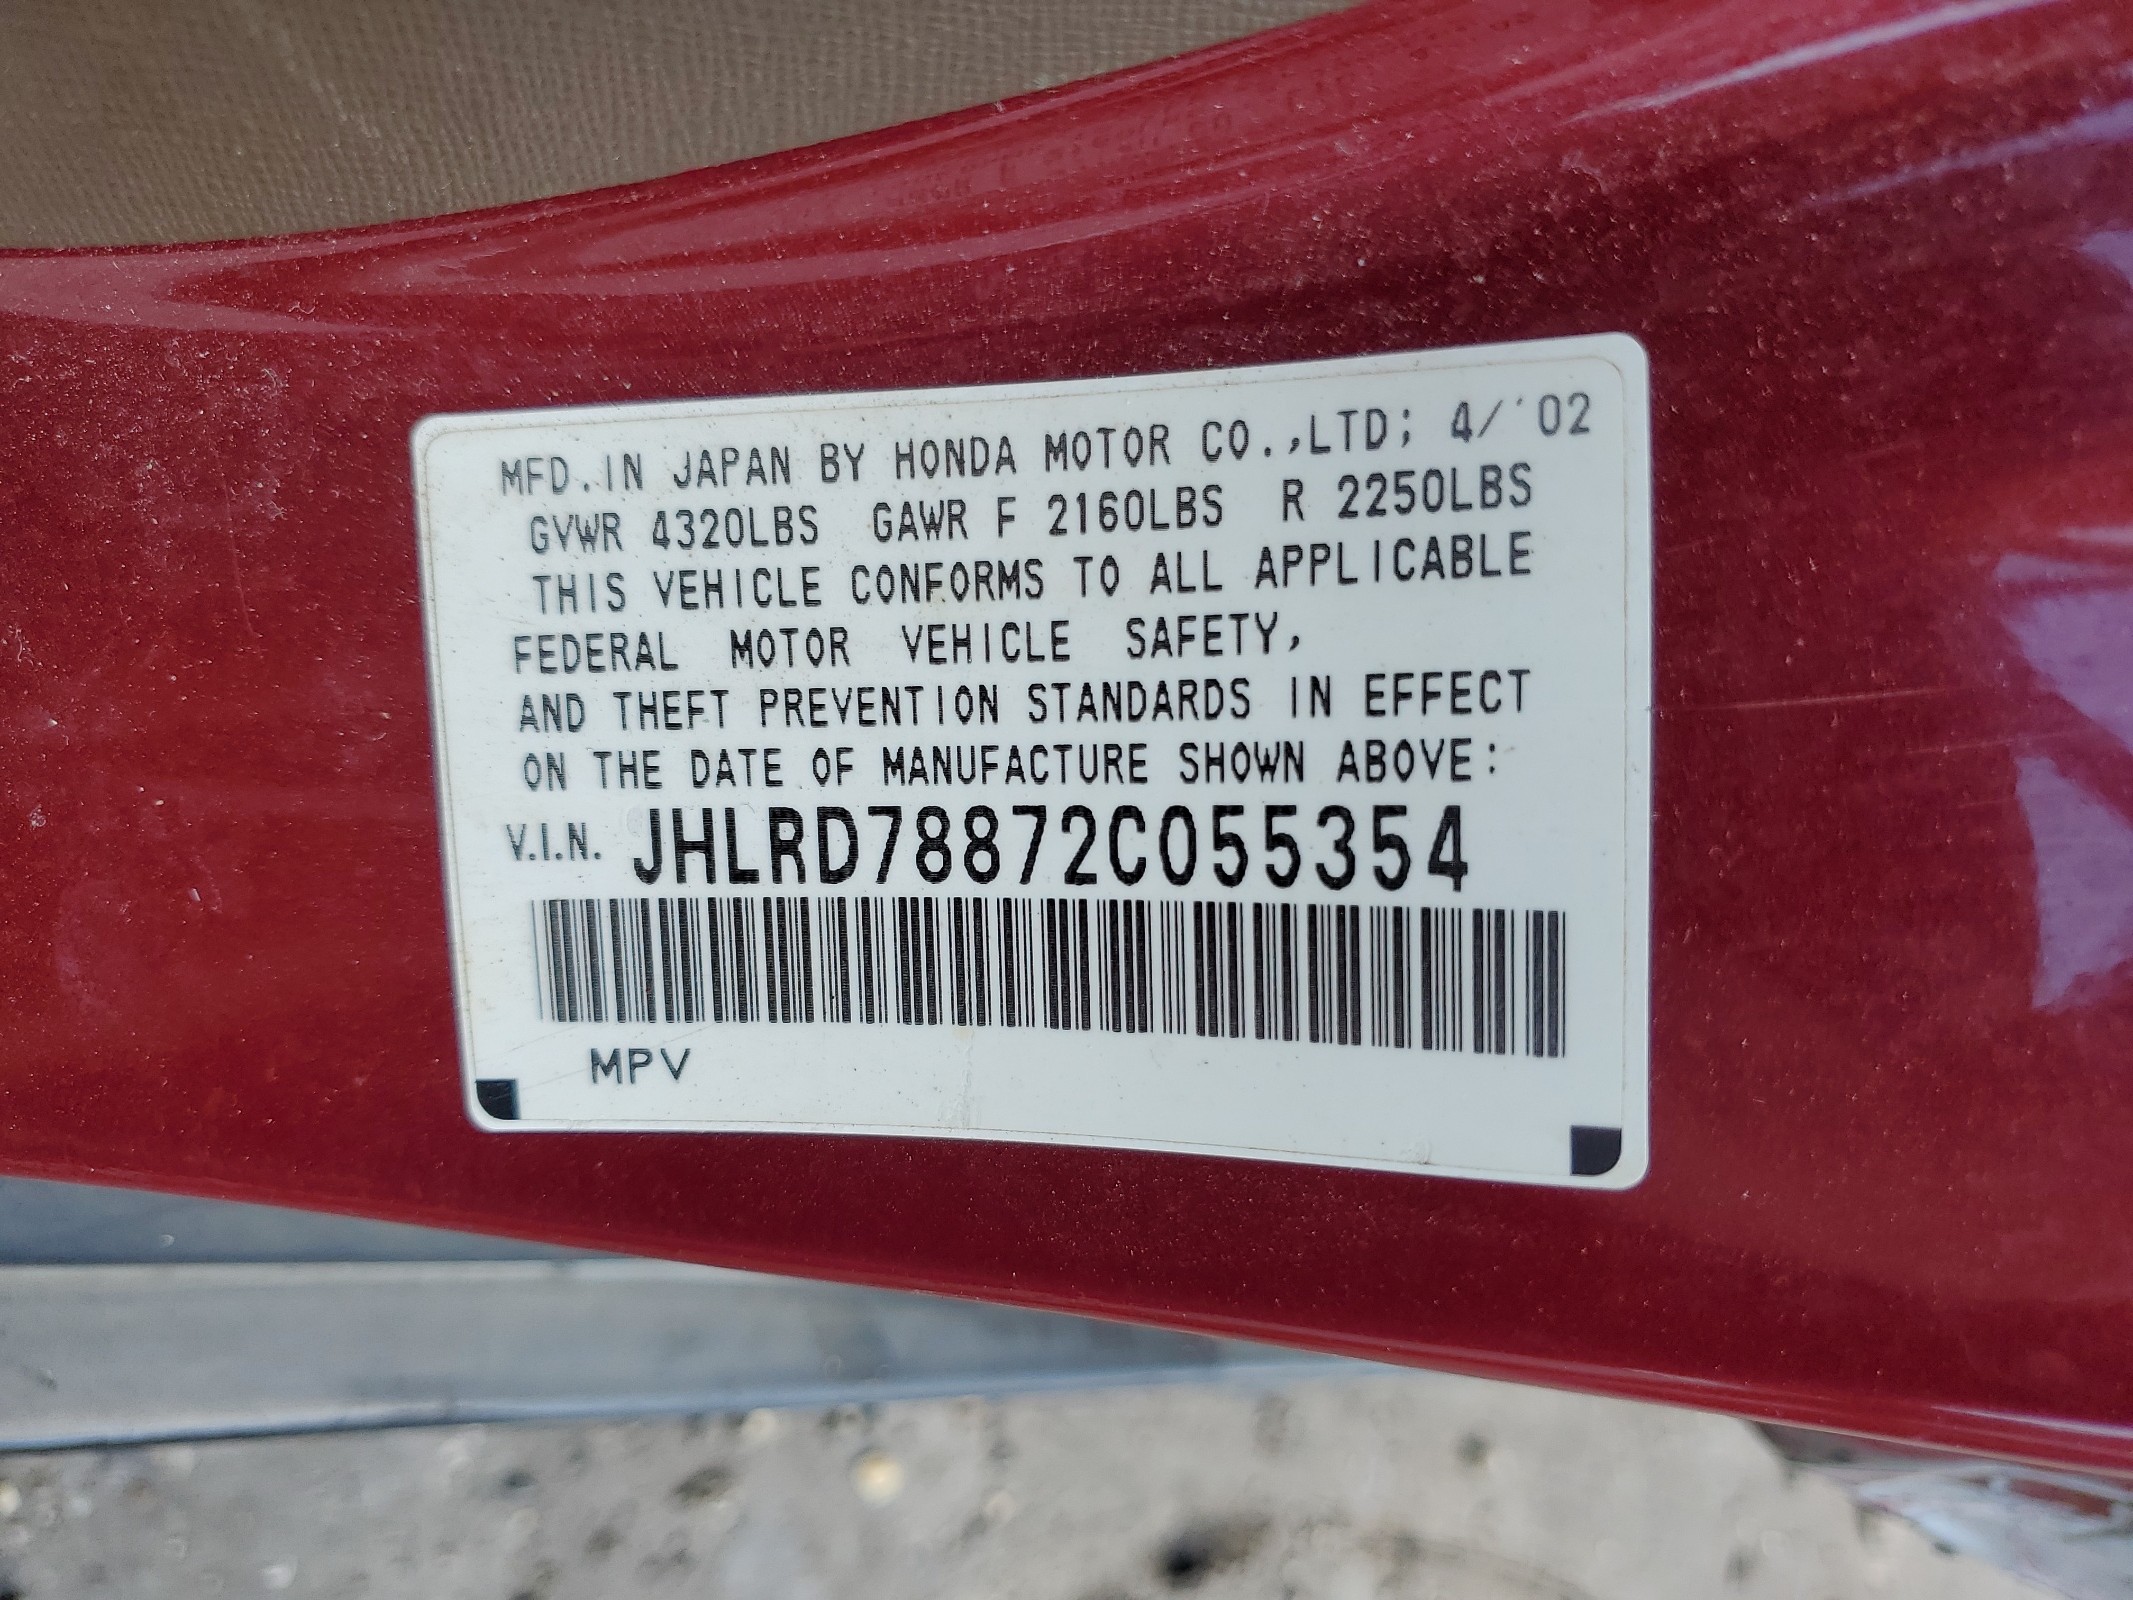 MFD. IN JAPAN BY HONDA MOTOR CO.,LTD; 4/'02
GVWR 4320LBS GAWR F 2160LBS R 2250LBS
THIS VEHICLE CONFORMS TO ALL APPLICABLE
FEDERAL MOTOR VEHICLE SAFETY,
AND THEFT PREVENTION STANDARDS IN EFFECT
ON THE DATE OF MANUFACTURE SHOWN ABOVE:
V.I.N. JHLRD78872C055354
MPV